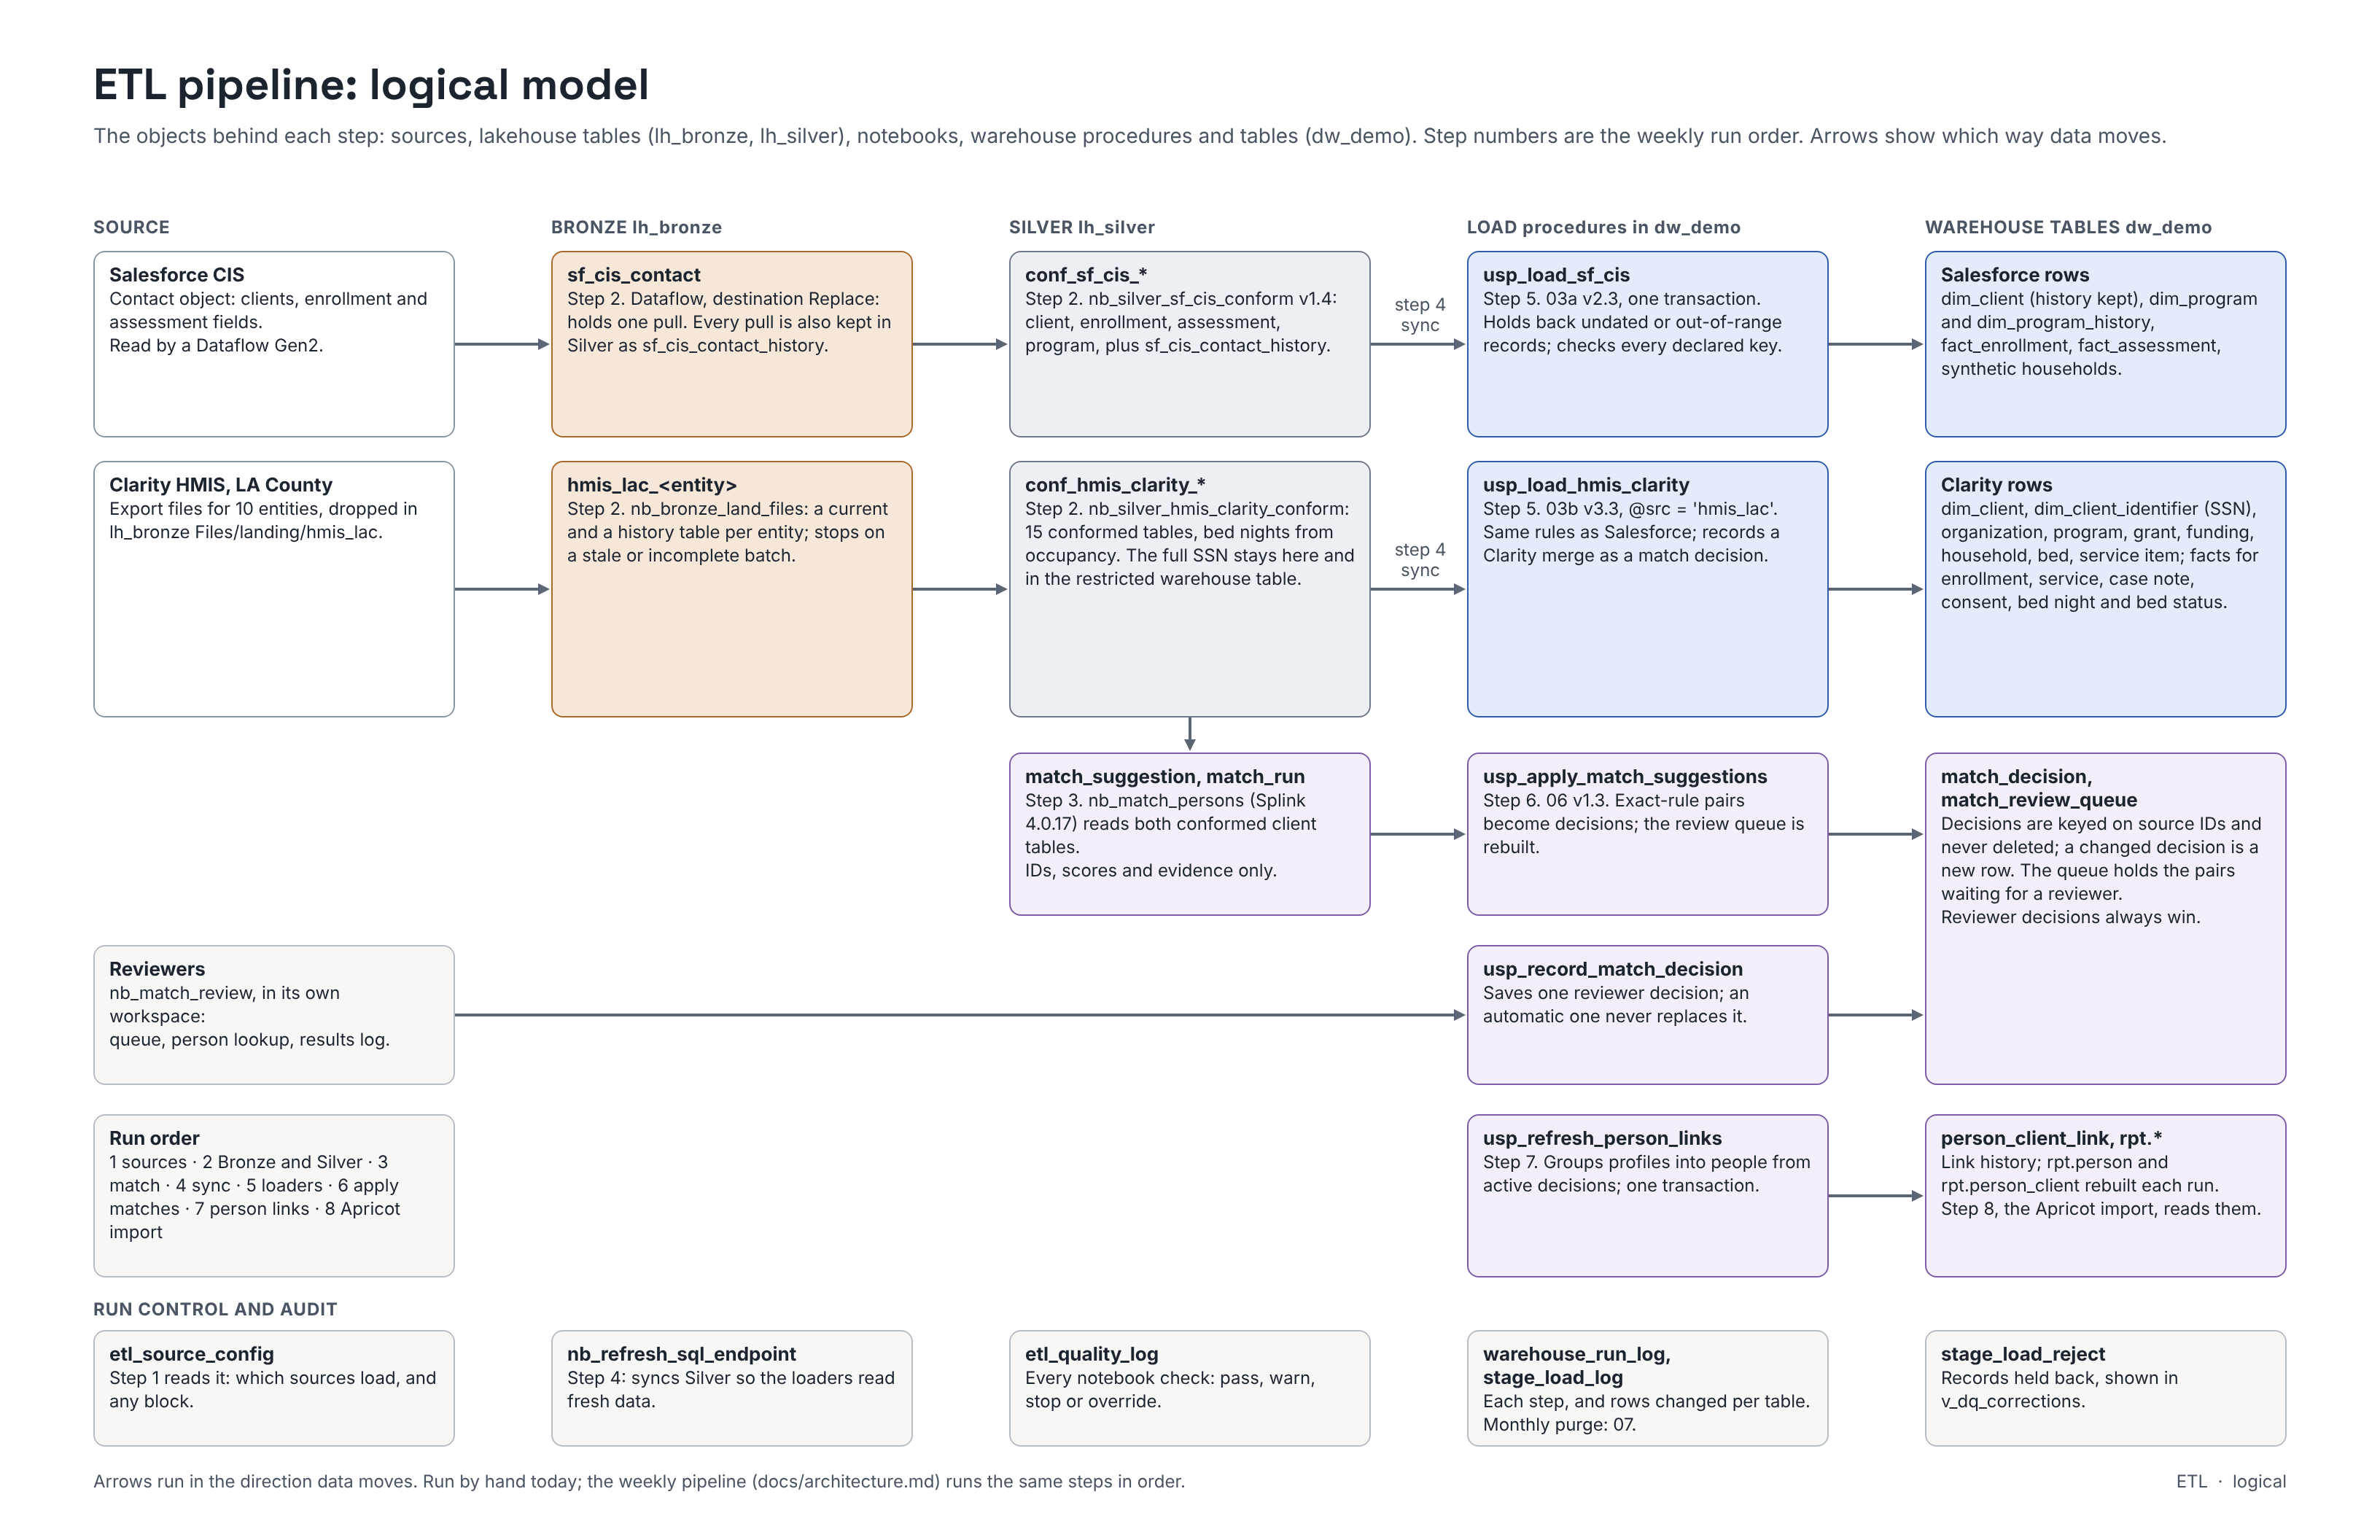 ETL pipeline: logical model
The objects behind each step: sources, lakehouse tables (lh_bronze, lh_silver), notebooks, warehouse procedures and tables (dw_demo). Step numbers are the weekly run order. Arrows show which way data moves.
SOURCE
BRONZE lh_bronze
SILVER lh_silver
LOAD procedures in dw_demo
WAREHOUSE TABLES dw_demo
Salesforce CIS
Contact object: clients, enrollment and
assessment fields.
Read by a Dataflow Gen2.
sf_cis_contact
Step 2. Dataflow, destination Replace:
holds one pull. Every pull is also kept in
Silver as sf_cis_contact_history.
conf_sf_cis_*
Step 2. nb_silver_sf_cis_conform v1.4:
client, enrollment, assessment,
program, plus sf_cis_contact_history.
step 4
sync
usp_load_sf_cis
Step 5. 03a v2.3, one transaction.
Holds back undated or out-of-range
records; checks every declared key.
Salesforce rows
dim_client (history kept), dim_program
and dim_program_history,
fact_enrollment, fact_assessment,
synthetic households.
Clarity HMIS, LA County
Export files for 10 entities, dropped in
lh_bronze Files/landing/hmis_lac.
hmis_lac_<entity>
Step 2. nb_bronze_land_files: a current
and a history table per entity; stops on
a stale or incomplete batch.
conf_hmis_clarity_*
Step 2. nb_silver_hmis_clarity_conform:
15 conformed tables, bed nights from
occupancy. The full SSN stays here and
in the restricted warehouse table.
step 4
sync
usp_load_hmis_clarity
Step 5. 03b v3.3, @src = 'hmis_lac'.
Same rules as Salesforce; records a
Clarity merge as a match decision.
Clarity rows
dim_client, dim_client_identifier (SSN),
organization, program, grant, funding,
household, bed, service item; facts for
enrollment, service, case note,
consent, bed night and bed status.
match_suggestion, match_run
Step 3. nb_match_persons (Splink
4.0.17) reads both conformed client
tables.
IDs, scores and evidence only.
usp_apply_match_suggestions
Step 6. 06 v1.3. Exact-rule pairs
become decisions; the review queue is
rebuilt.
match_decision,
match_review_queue
Decisions are keyed on source IDs and
never deleted; a changed decision is a
new row. The queue holds the pairs
waiting for a reviewer.
Reviewer decisions always win.
Reviewers
nb_match_review, in its own
workspace:
queue, person lookup, results log.
usp_record_match_decision
Saves one reviewer decision; an
automatic one never replaces it.
Run order
1 sources · 2 Bronze and Silver · 3
match · 4 sync · 5 loaders · 6 apply
matches · 7 person links · 8 Apricot
import
usp_refresh_person_links
Step 7. Groups profiles into people from
active decisions; one transaction.
person_client_link, rpt.*
Link history; rpt.person and
rpt.person_client rebuilt each run.
Step 8, the Apricot import, reads them.
RUN CONTROL AND AUDIT
etl_source_config
Step 1 reads it: which sources load, and
any block.
nb_refresh_sql_endpoint
Step 4: syncs Silver so the loaders read
fresh data.
etl_quality_log
Every notebook check: pass, warn,
stop or override.
warehouse_run_log,
stage_load_log
Each step, and rows changed per table.
Monthly purge: 07.
stage_load_reject
Records held back, shown in
v_dq_corrections.
Arrows run in the direction data moves. Run by hand today; the weekly pipeline (docs/architecture.md) runs the same steps in order.
ETL · logical